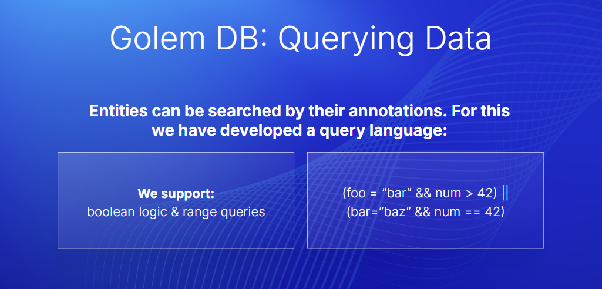 Golem DB: Querying Data
Entities can be searched by their annotations. For this
we have developed a query language:
We support:
boolean logic & range queries
(foo = “bar” && num > 42) ||
(bar=“baz” && num == 42)